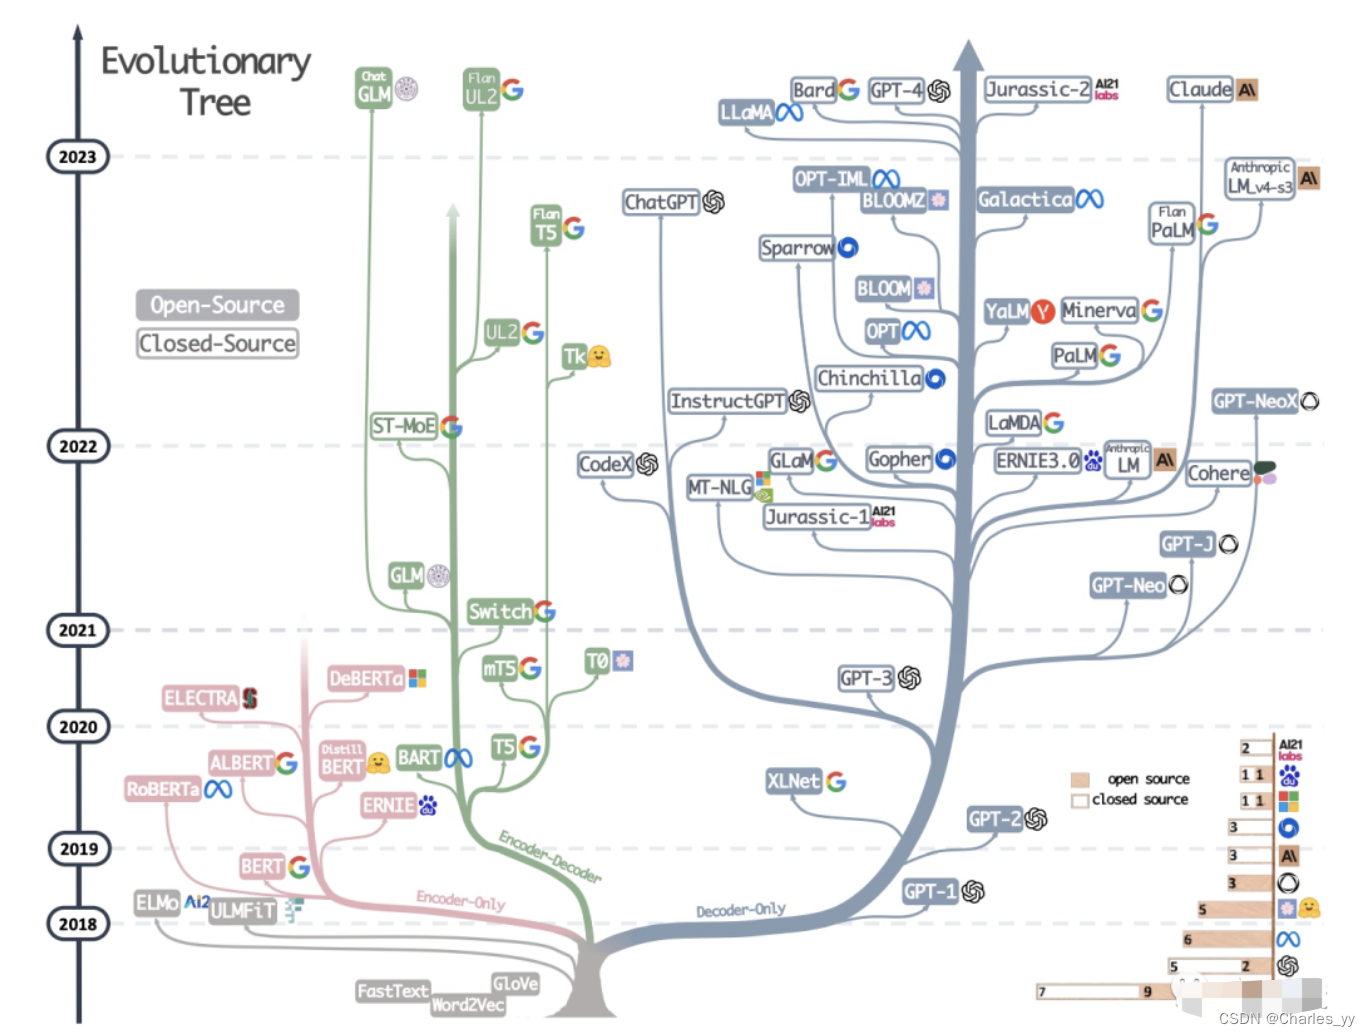 Evolutionary
Tree
2023
2022
2021
2020
2019
2018
Open-Source
Closed-Source
Chat
GLM
Flan
UL2
Flan
T5
UL2
Tk
ST-MoE
GLM
Switch
mT5
T0
T5
BART
DeBERTa
ELECTRA
ALBERT
Distill
BERT
RoBERTa
ERNIE
BERT
ELMo
Ai2
ULMFiT
Encoder-Only
Encoder-Decoder
Decoder-Only
FastText
Word2Vec
GloVe
Bard
GPT-4
Jurassic-2
AI21
labs
Claude
LLaMA
OPT-IML
BLOOMZ
Galactica
Anthropic
LM_v4-s3
ChatGPT
Flan
PaLM
Sparrow
BLOOM
YaLM
Minerva
OPT
PaLM
Chinchilla
InstructGPT
GPT-NeoX
LaMDA
CodeX
GLaM
Gopher
ERNIE3.0
du
Anthropic
LM
Cohere
MT-NLG
Jurassic-1
AI21
labs
GPT-J
GPT-Neo
GPT-3
XLNet
GPT-2
GPT-1
open source
closed source
2
AI21
labs
1 1
du
1 1
3
3
3
5
6
5 2
7 9
CSDN @Charles_yy